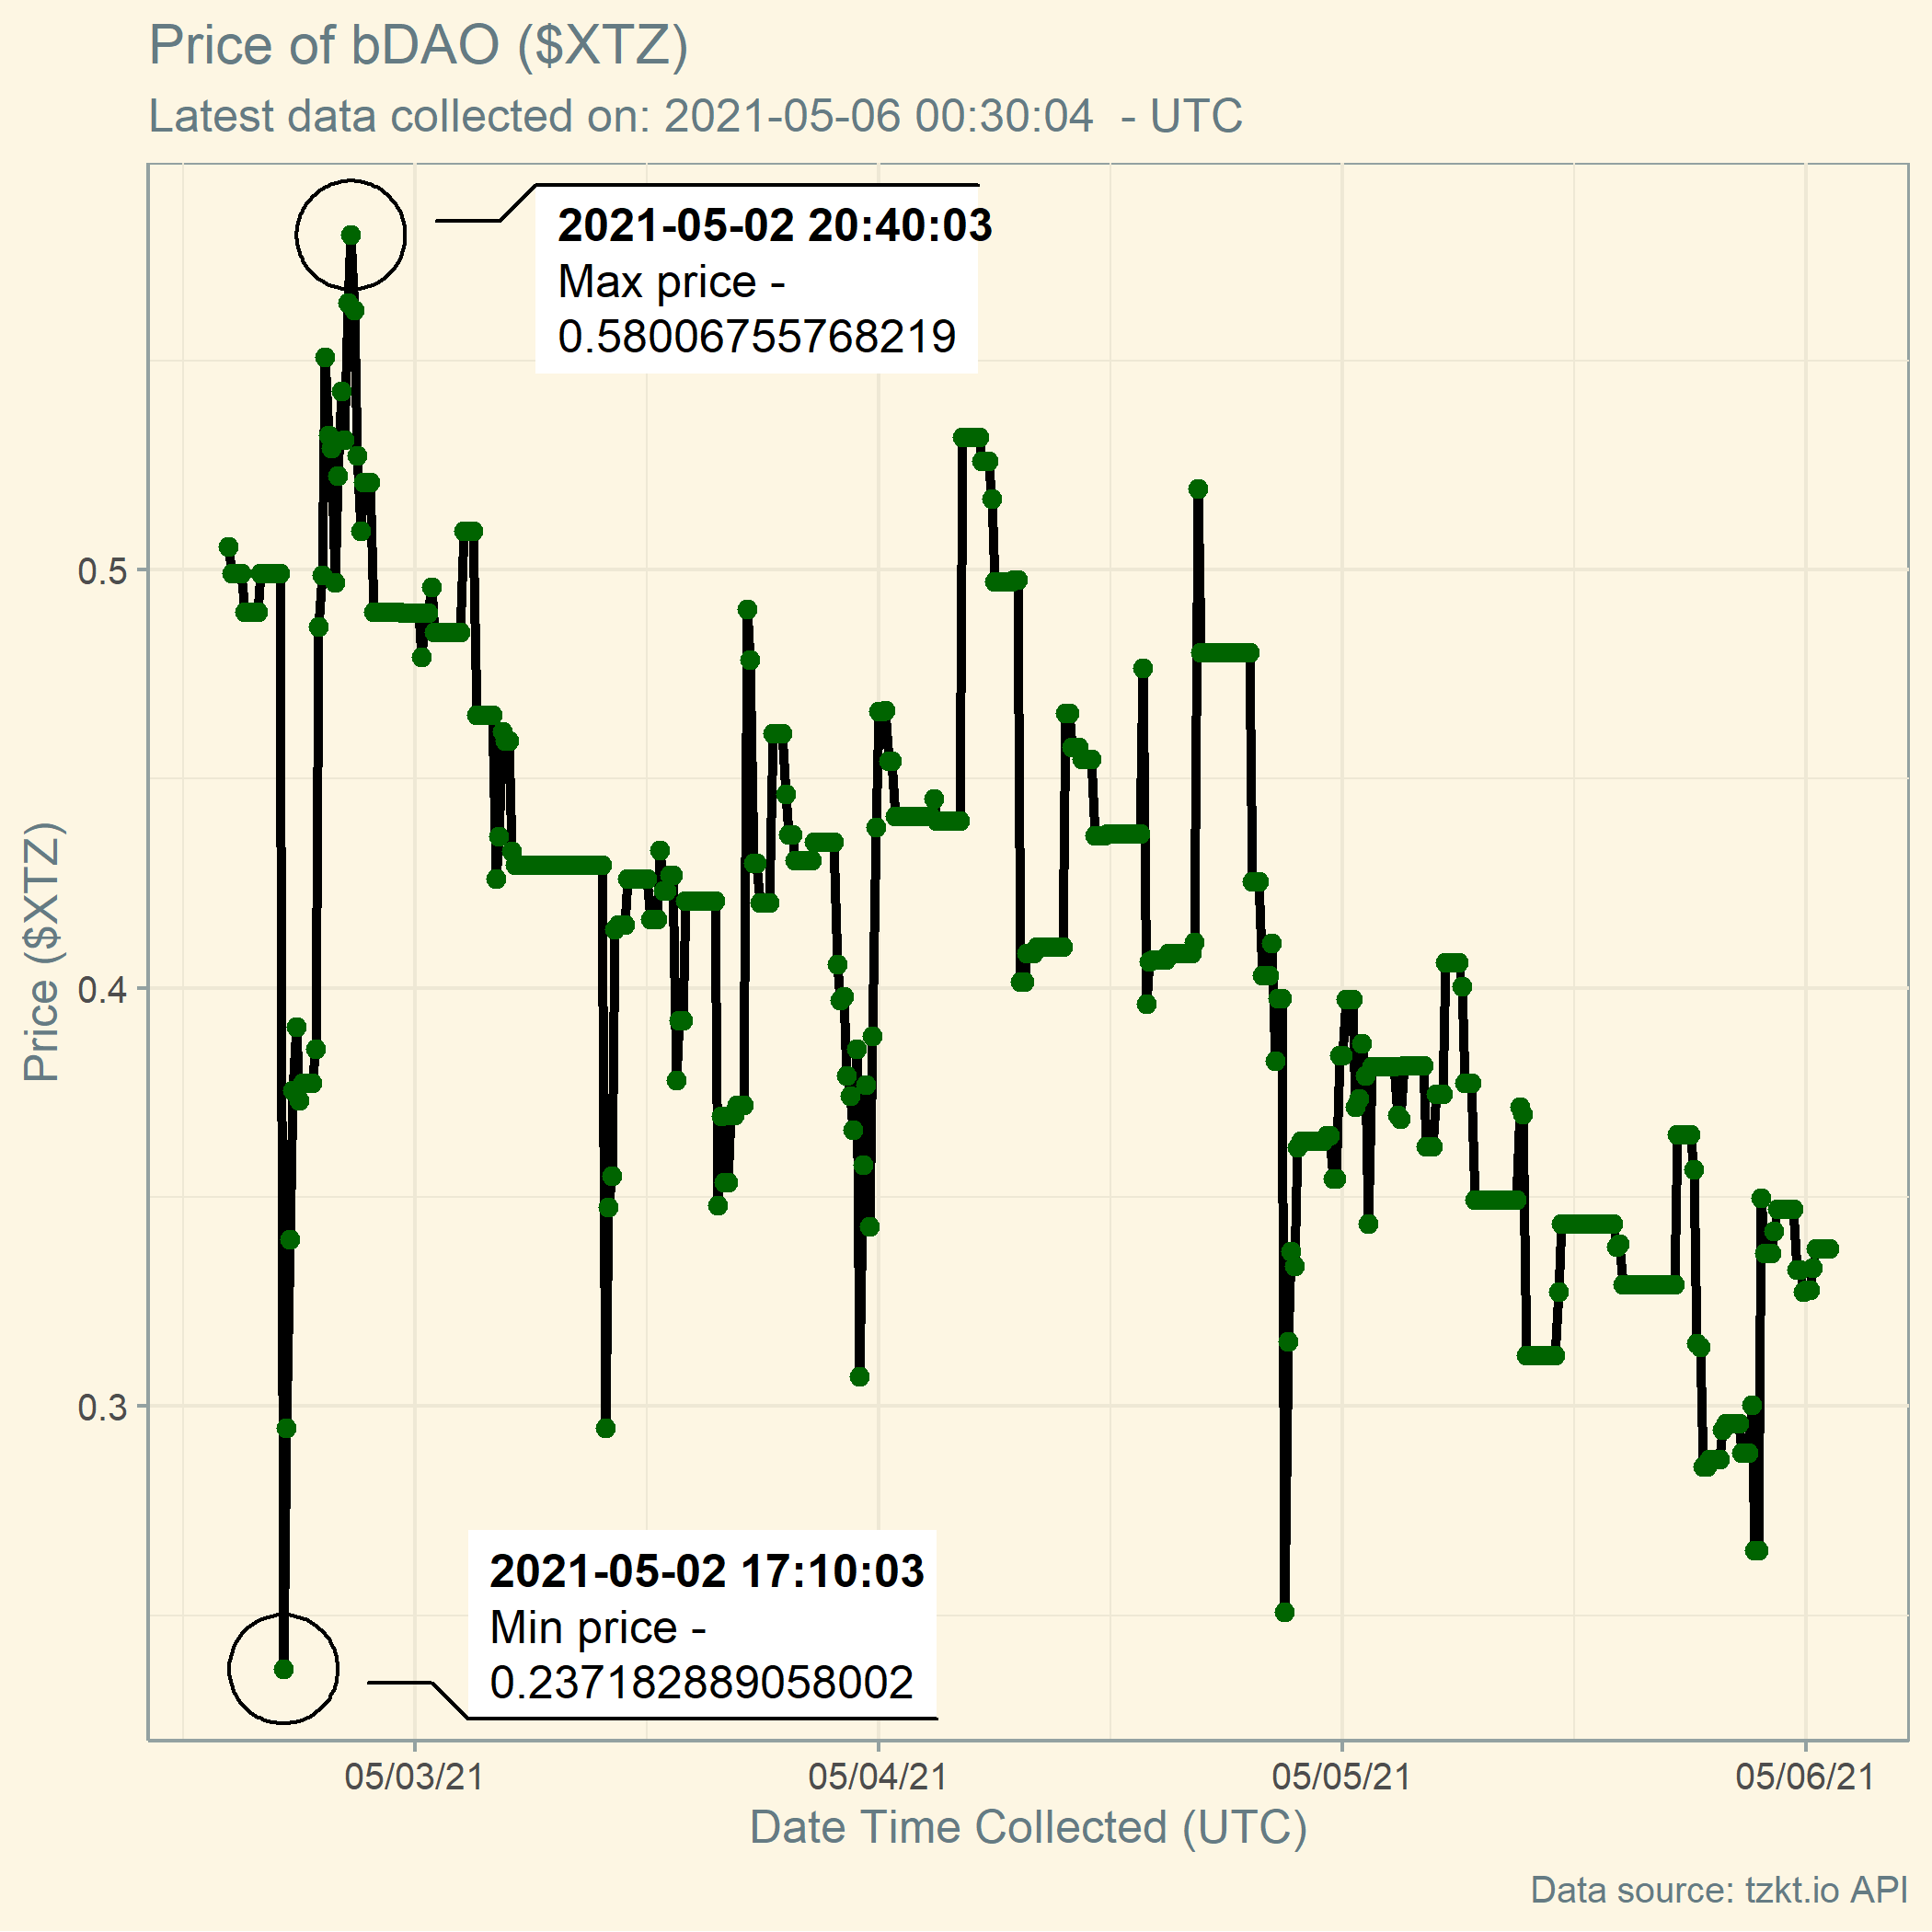 Price of bDAO ($XTZ)
Latest data collected on: 2021-05-06 00:30:04  - UTC
2021-05-02 20:40:03
Max price -
0.58006755768219
0.5
0.4
0.3
Price ($XTZ)
2021-05-02 17:10:03
Min price -
0.237182889058002
05/03/21
05/04/21
05/05/21
05/06/21
Date Time Collected (UTC)
Data source: tzkt.io API